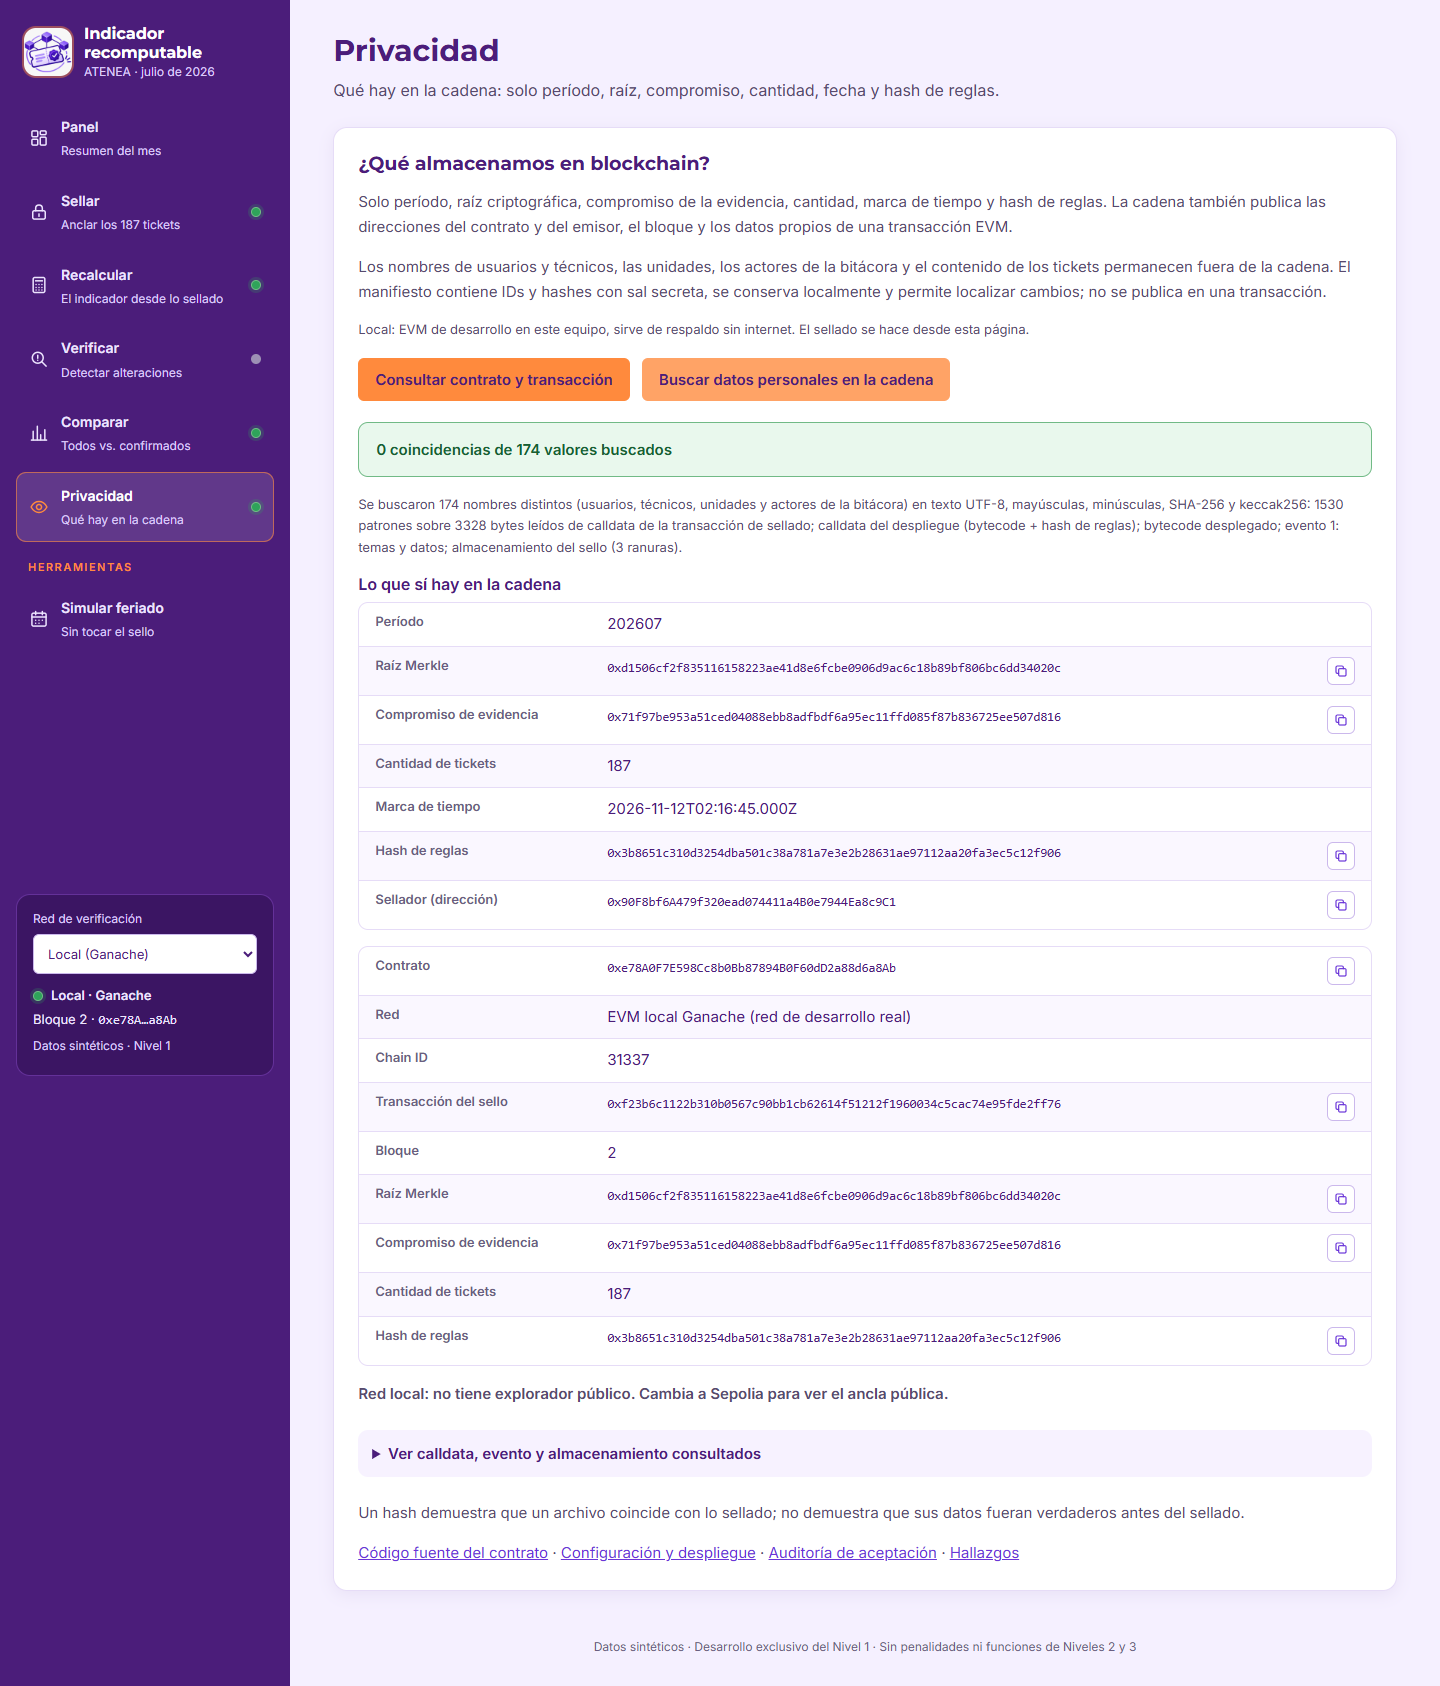 Indicador
recomputable
ATENEA · julio de 2026
Panel
Resumen del mes
Sellar
Anclar los 187 tickets
Recalcular
El indicador desde lo sellado
Verificar
Detectar alteraciones
Comparar
Todos vs. confirmados
Privacidad
Qué hay en la cadena
HERRAMIENTAS
Simular feriado
Sin tocar el sello
Red de verificación
Local (Ganache)
Local · Ganache
Bloque 2 · 0xe78A…a8Ab
Datos sintéticos · Nivel 1
Privacidad
Qué hay en la cadena: solo período, raíz, compromiso, cantidad, fecha y hash de reglas.
¿Qué almacenamos en blockchain?
Solo período, raíz criptográfica, compromiso de la evidencia, cantidad, marca de tiempo y hash de reglas. La cadena también publica las
direcciones del contrato y del emisor, el bloque y los datos propios de una transacción EVM.
Los nombres de usuarios y técnicos, las unidades, los actores de la bitácora y el contenido de los tickets permanecen fuera de la cadena. El
manifiesto contiene IDs y hashes con sal secreta, se conserva localmente y permite localizar cambios; no se publica en una transacción.
Local: EVM de desarrollo en este equipo, sirve de respaldo sin internet. El sellado se hace desde esta página.
Consultar contrato y transacción
Buscar datos personales en la cadena
0 coincidencias de 174 valores buscados
Se buscaron 174 nombres distintos (usuarios, técnicos, unidades y actores de la bitácora) en texto UTF-8, mayúsculas, minúsculas, SHA-256 y keccak256: 1530
patrones sobre 3328 bytes leídos de calldata de la transacción de sellado; calldata del despliegue (bytecode + hash de reglas); bytecode desplegado; evento 1:
temas y datos; almacenamiento del sello (3 ranuras).
Lo que sí hay en la cadena
Período 202607
Raíz Merkle 0xd1506cf2f835116158223ae41d8e6fcbe0906d9ac6c18b89bf806bc6dd34020c
Compromiso de evidencia 0x71f97be953a51ced04088ebb8adfbdf6a95ec11ffd085f87b836725ee507d816
Cantidad de tickets 187
Marca de tiempo 2026-11-12T02:16:45.000Z
Hash de reglas 0x3b8651c310d3254dba501c38a781a7e3e2b28631ae97112aa20fa3ec5c12f906
Sellador (dirección) 0x90F8bf6A479f320ead074411a4B0e7944Ea8c9C1
Contrato 0xe78A0F7E598Cc8b0Bb87894B0F60dD2a88d6a8Ab
Red EVM local Ganache (red de desarrollo real)
Chain ID 31337
Transacción del sello 0xf23b6c1122b310b0567c90bb1cb62614f51212f1960034c5cac74e95fde2ff76
Bloque 2
Raíz Merkle 0xd1506cf2f835116158223ae41d8e6fcbe0906d9ac6c18b89bf806bc6dd34020c
Compromiso de evidencia 0x71f97be953a51ced04088ebb8adfbdf6a95ec11ffd085f87b836725ee507d816
Cantidad de tickets 187
Hash de reglas 0x3b8651c310d3254dba501c38a781a7e3e2b28631ae97112aa20fa3ec5c12f906
Red local: no tiene explorador público. Cambia a Sepolia para ver el ancla pública.
Ver calldata, evento y almacenamiento consultados
Un hash demuestra que un archivo coincide con lo sellado; no demuestra que sus datos fueran verdaderos antes del sellado.
Código fuente del contrato · Configuración y despliegue · Auditoría de aceptación · Hallazgos
Datos sintéticos · Desarrollo exclusivo del Nivel 1 · Sin penalidades ni funciones de Niveles 2 y 3